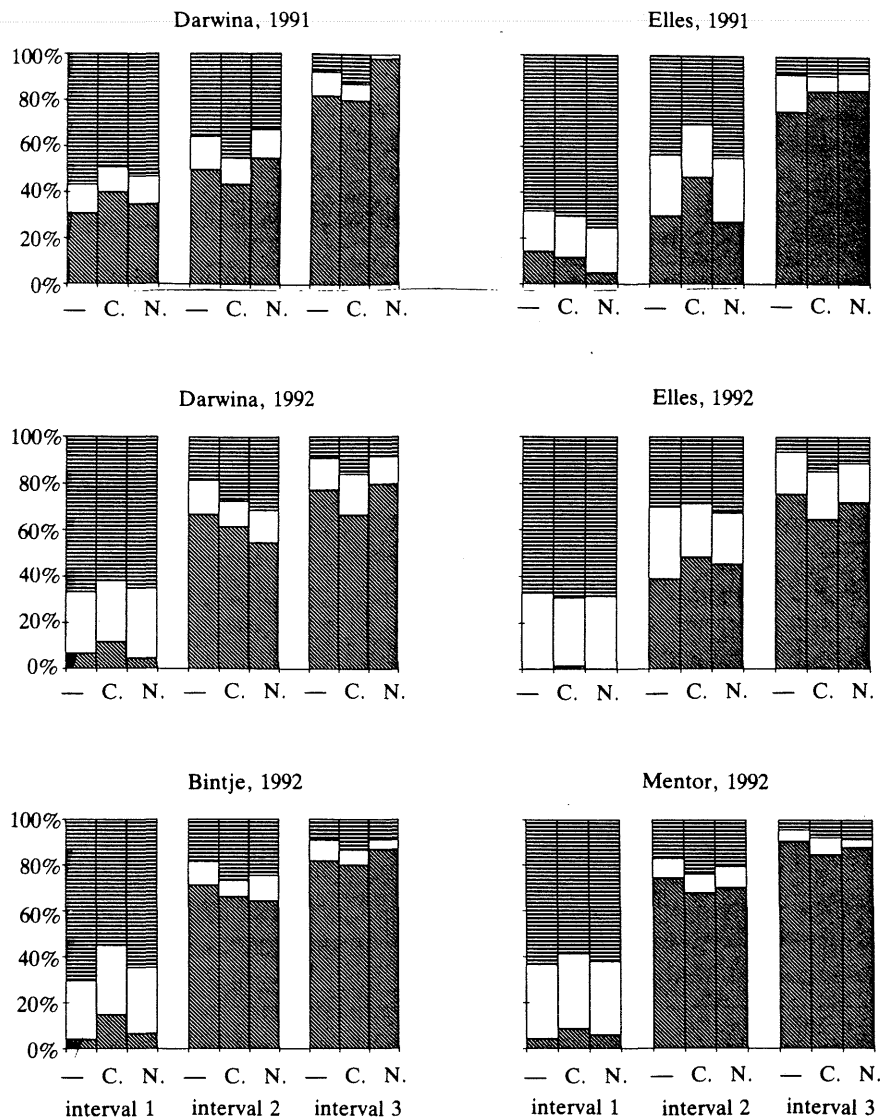 Darwina, 1991
Elles, 1991
100%
80%
60%
40%
20%
0%
— C. N. — C. N. — C. N.
— C. N. — C. N. — C. N.
Darwina, 1992
Elles, 1992
100%
80%
60%
40%
20%
0%
— C. N. — C. N. — C. N.
— C. N. — C. N. — C. N.
Bintje, 1992
Mentor, 1992
100%
80%
60%
40%
20%
0%
— C. N. — C. N. — C. N.
— C. N. — C. N. — C. N.
interval 1 interval 2 interval 3
interval 1 interval 2 interval 3